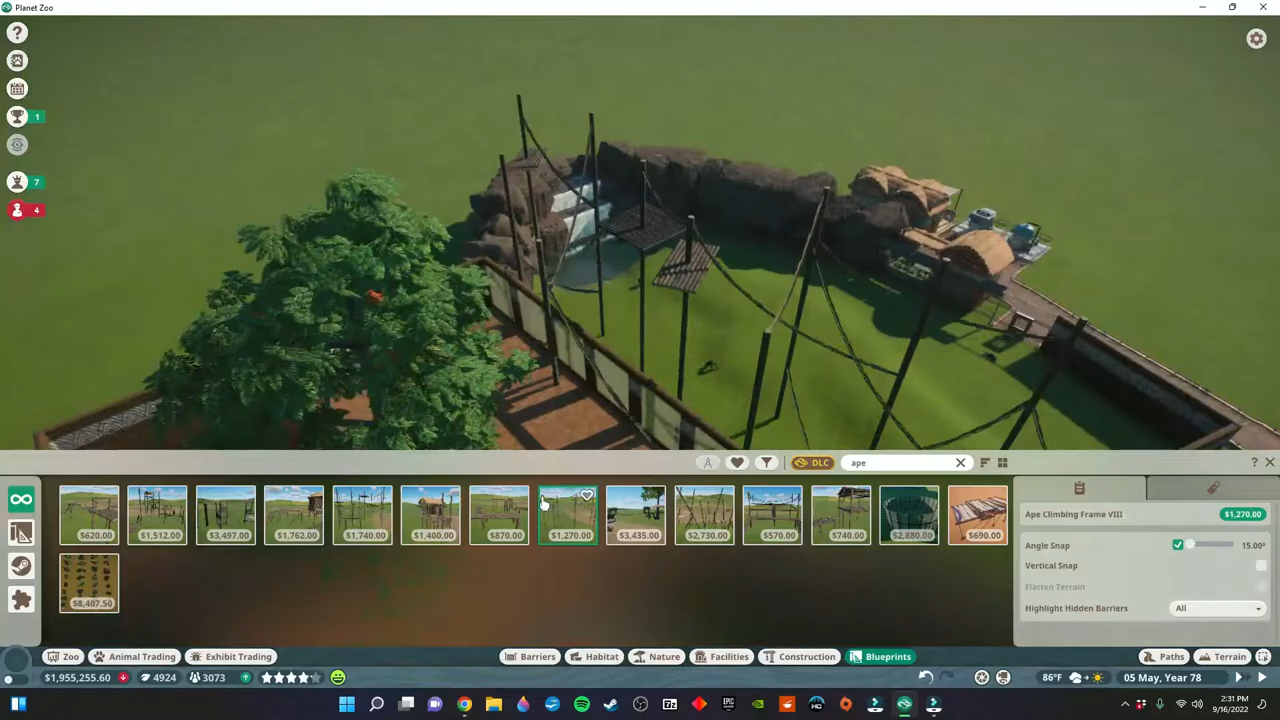 Planet Zoo
1
7
4
DLC
ape
$620.00
$1,512.00
$3,497.00
$1,762.00
$1,740.00
$1,400.00
$870.00
$1,270.00
$3,435.00
$2,730.00
$570.00
$740.00
$2,880.00
$690.00
$8,407.50
Ape Climbing Frame VIII
$1,270.00
Angle Snap
15.00°
Vertical Snap
Flatten Terrain
Highlight Hidden Barriers
All
Zoo
Animal Trading
Exhibit Trading
Barriers
Habitat
Nature
Facilities
Construction
Blueprints
Paths
Terrain
$1,955,255.60
4924
3073
86°F
05 May, Year 78
7z
EPIC
GAMES
HC
2:31 PM
9/16/2022